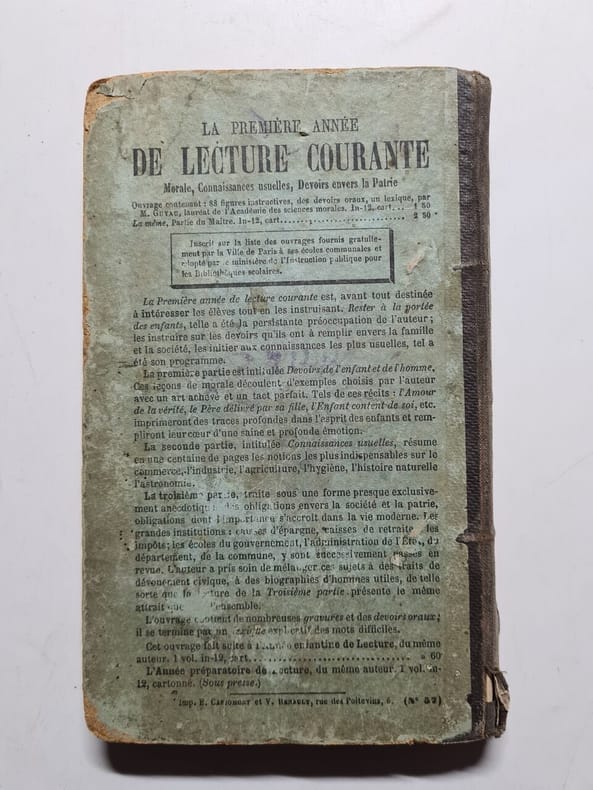 LA PREMIÈRE ANNÉE
DE LECTURE COURANTE
Morale, Connaissances usuelles, Devoirs envers la Patrie
Ouvrage contenant : 88 figures instructives, des devoirs oraux, un lexique, par
M. GUYAU, lauréat de l'Académie des sciences morales. In-12, cart... 1 50
La même, Partie du Maître. In-12, cart.............................. 2 50
Inscrit sur la liste des ouvrages fournis gratuite-
ment par la Ville de Paris à ses écoles communales et
adopté par le ministère de l'Instruction publique pour
les Bibliothèques scolaires.
La Première année de lecture courante est, avant tout destinée
à intéresser les élèves tout en les instruisant. Rester à la portée
des enfants, telle a été la persistante préoccupation de l'auteur ;
les instruire sur les devoirs qu'ils ont à remplir envers la famille
et la société, les initier aux connaissances les plus usuelles, tel a
été son programme.
La première partie est intitulée Devoirs de l'enfant et de l'homme.
Ces leçons de morale découlent d'exemples choisis par l'auteur
avec un art achevé et un tact parfait. Tels de ces récits : l'Amour
de la vérité, le Père délivré par sa fille, l'Enfant content de soi, etc.
imprimeront des traces profondes dans l'esprit des enfants et rem-
pliront leur cœur d'une saine et profonde émotion.
La seconde partie, intitulée Connaissances usuelles, résume
en une centaine de pages les notions les plus indispensables sur le
commerce, l'industrie, l'agriculture, l'hygiène, l'histoire naturelle
l'astronomie.
La troisième partie, traite sous une forme presque exclusive-
ment anecdotique des obligations envers la société et la patrie,
obligations dont l'importance s'accroît dans la vie moderne. Les
grandes institutions : caisses d'épargne, caisses de retraite, les
impôts; les écoles du gouvernement, l'administration de l'État, du
département, de la commune, y sont successivement passés en
revue. L'auteur a pris soin de mélanger ces sujets à des traits de
dévouement civique, à des biographies d'hommes utiles, de telle
sorte que la lecture de la Troisième partie présente le même
attrait que l'ensemble.
L'ouvrage contient de nombreuses gravures et des devoirs oraux;
il se termine par un lexique explicatif des mots difficiles.
Cet ouvrage fait suite à l'Année enfantine de Lecture, du même
auteur. 1 vol. in-12, cart................................ » 60
L'Année préparatoire de Lecture, du même auteur. 1 vol. in-
12, cartonné. (Sous presse.)
Imp. E. CAPIOMONT et V. RENAULT, rue des Poitevins, 6. (N° 52)